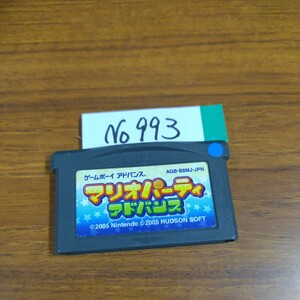 No 993
ゲームボーイ アドバンス
AGB-B8MJ-JPN
マリオパーティ
アドバンス
©2005 Nintendo ©2005 HUDSON SOFT